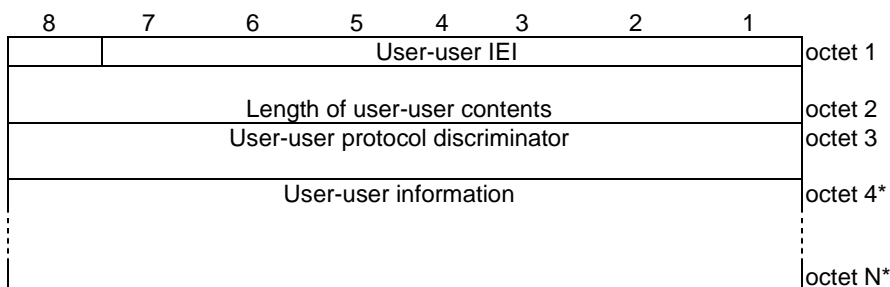 8 7 6 5 4 3 2 1
User-user IEI octet 1
Length of user-user contents octet 2
User-user protocol discriminator octet 3
User-user information octet 4*
octet N*